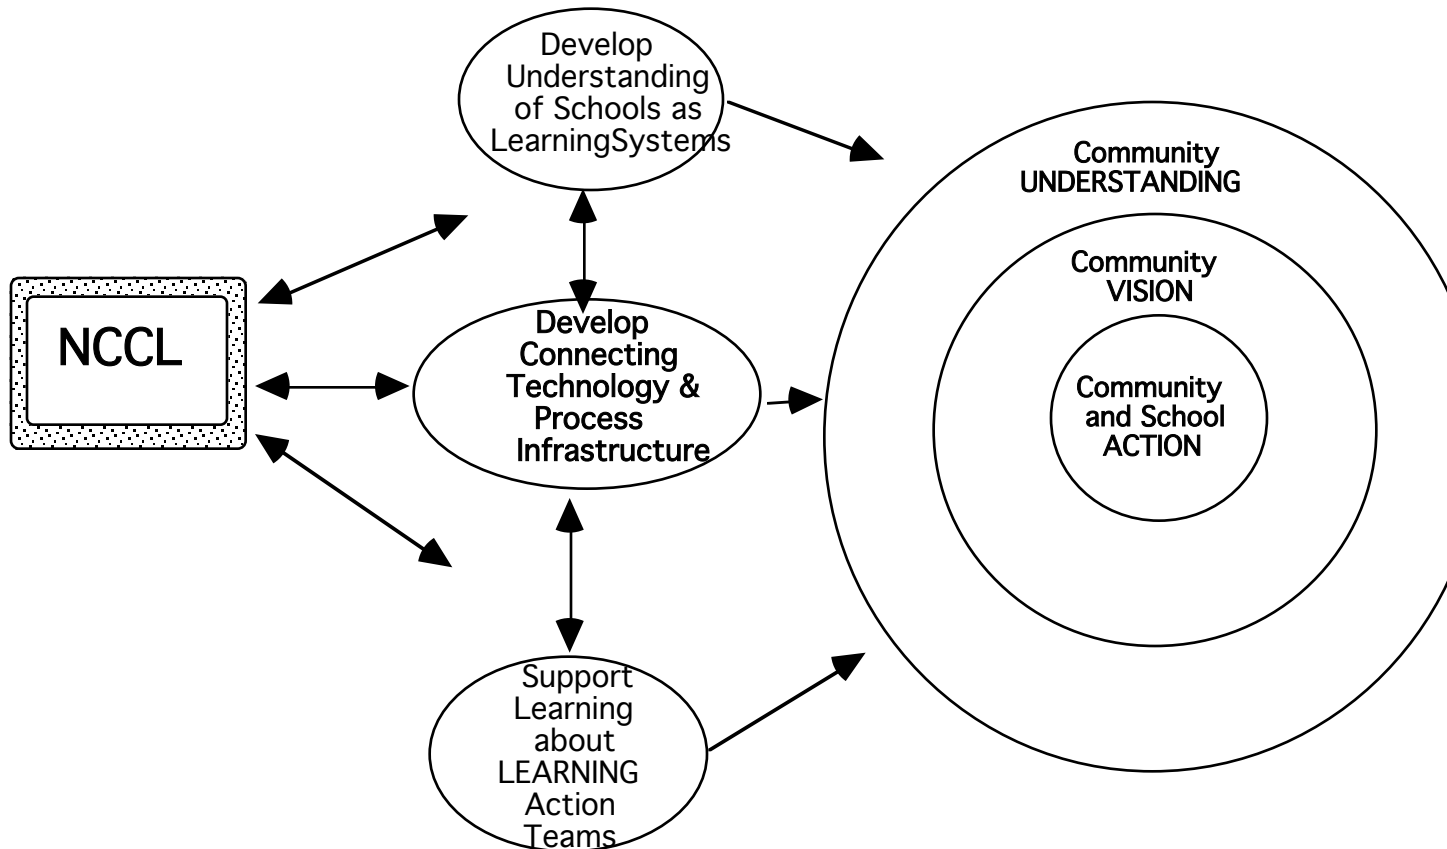 Develop
Understanding
of Schools as
LearningSystems
NCCL
Develop
Connecting
Technology &
Process
Infrastructure
Support
Learning
about
LEARNING
Action
Teams
Community
UNDERSTANDING
Community
VISION
Community
and School
ACTION